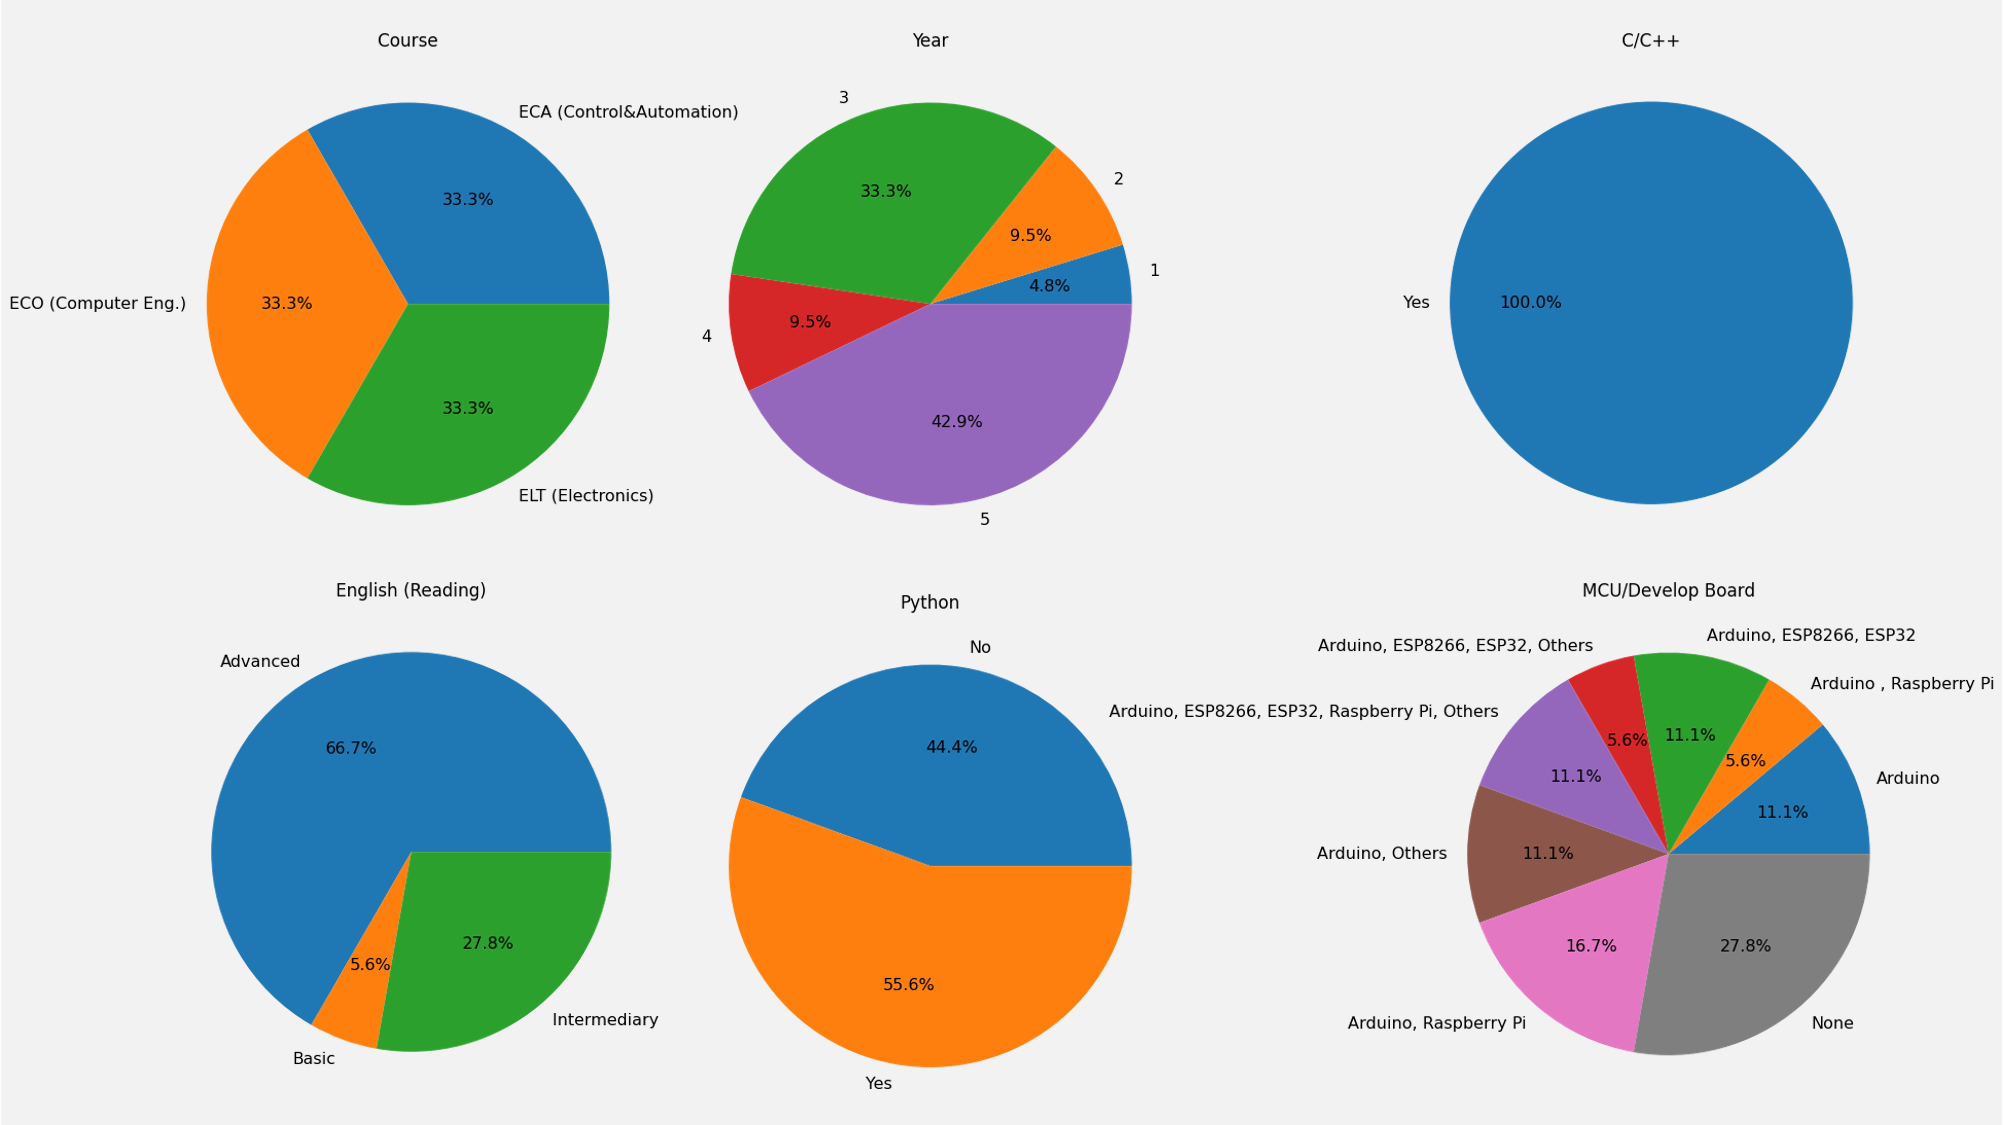 Course
ECA (Control&Automation)
33.3%
ECO (Computer Eng.)
33.3%
33.3%
ELT (Electronics)
Year
3
2
33.3%
9.5%
1
4.8%
9.5%
4
42.9%
5
C/C++
Yes
100.0%
English (Reading)
Advanced
66.7%
27.8%
5.6%
Intermediary
Basic
Python
No
44.4%
55.6%
Yes
MCU/Develop Board
Arduino, ESP8266, ESP32
Arduino, ESP8266, ESP32, Others
Arduino , Raspberry Pi
Arduino, ESP8266, ESP32, Raspberry Pi, Others
11.1%
5.6%
5.6%
11.1%
Arduino
11.1%
Arduino, Others
11.1%
16.7%
27.8%
Arduino, Raspberry Pi
None